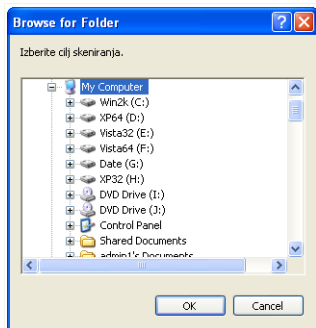 Browse for Folder
Izberite cilj skeniranja.
My Computer
Win2k (C:)
XP64 (D:)
Vista32 (E:)
Vista64 (F:)
Date (G:)
XP32 (H:)
DVD Drive (I:)
DVD Drive (J:)
Control Panel
Shared Documents
admin1's Documents
OK
Cancel